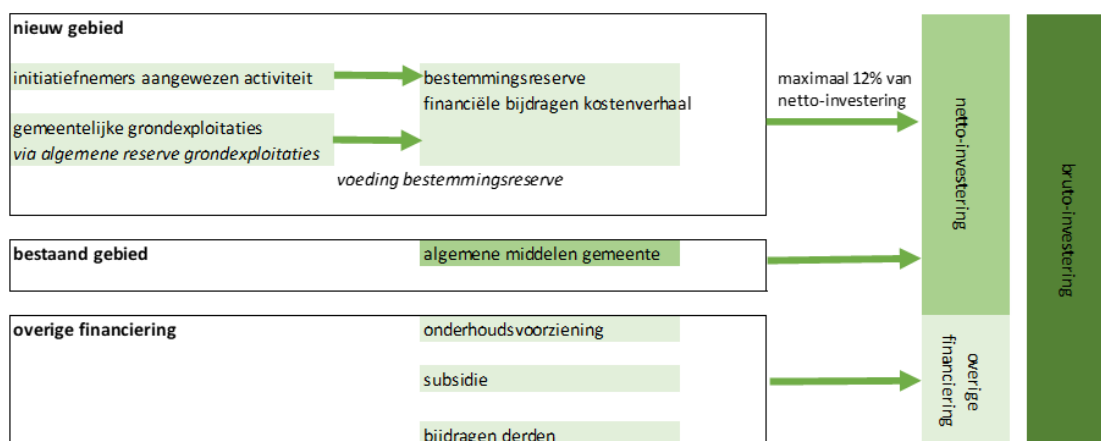 nieuw gebied
initiatiefnemers aangewezen activiteit
bestemmingsreserve
financiële bijdragen kostenverhaal
gemeentelijke grondexploitaties
via algemene reserve grondexploitaties
voeding bestemmingsreserve
maximaal 12% van
netto-investering
netto-investering
bruto-investering
bestaand gebied
algemene middelen gemeente
overige financiering
onderhoudsvoorziening
subsidie
bijdragen derden
overige
financiering